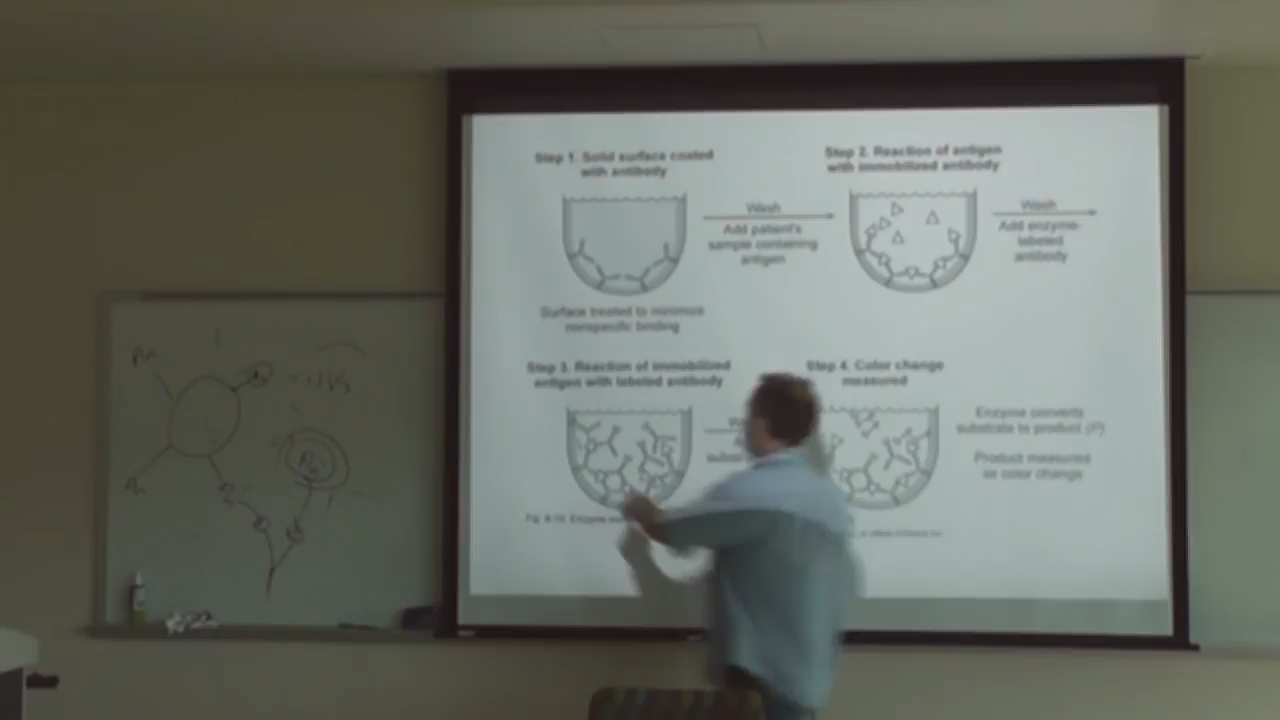 Step 1. Solid surface coated
with antibody
Wash
Add patient's
sample containing
antigen
Surface treated to minimize
nonspecific binding
Step 2. Reaction of antigen
with immobilized antibody
Wash
Add enzyme-
labeled
antibody
Step 3. Reaction of immobilized
antigen with labeled antibody
Step 4. Color change
measured
Enzyme converts
substrate to product (P)
Product measured
as color change